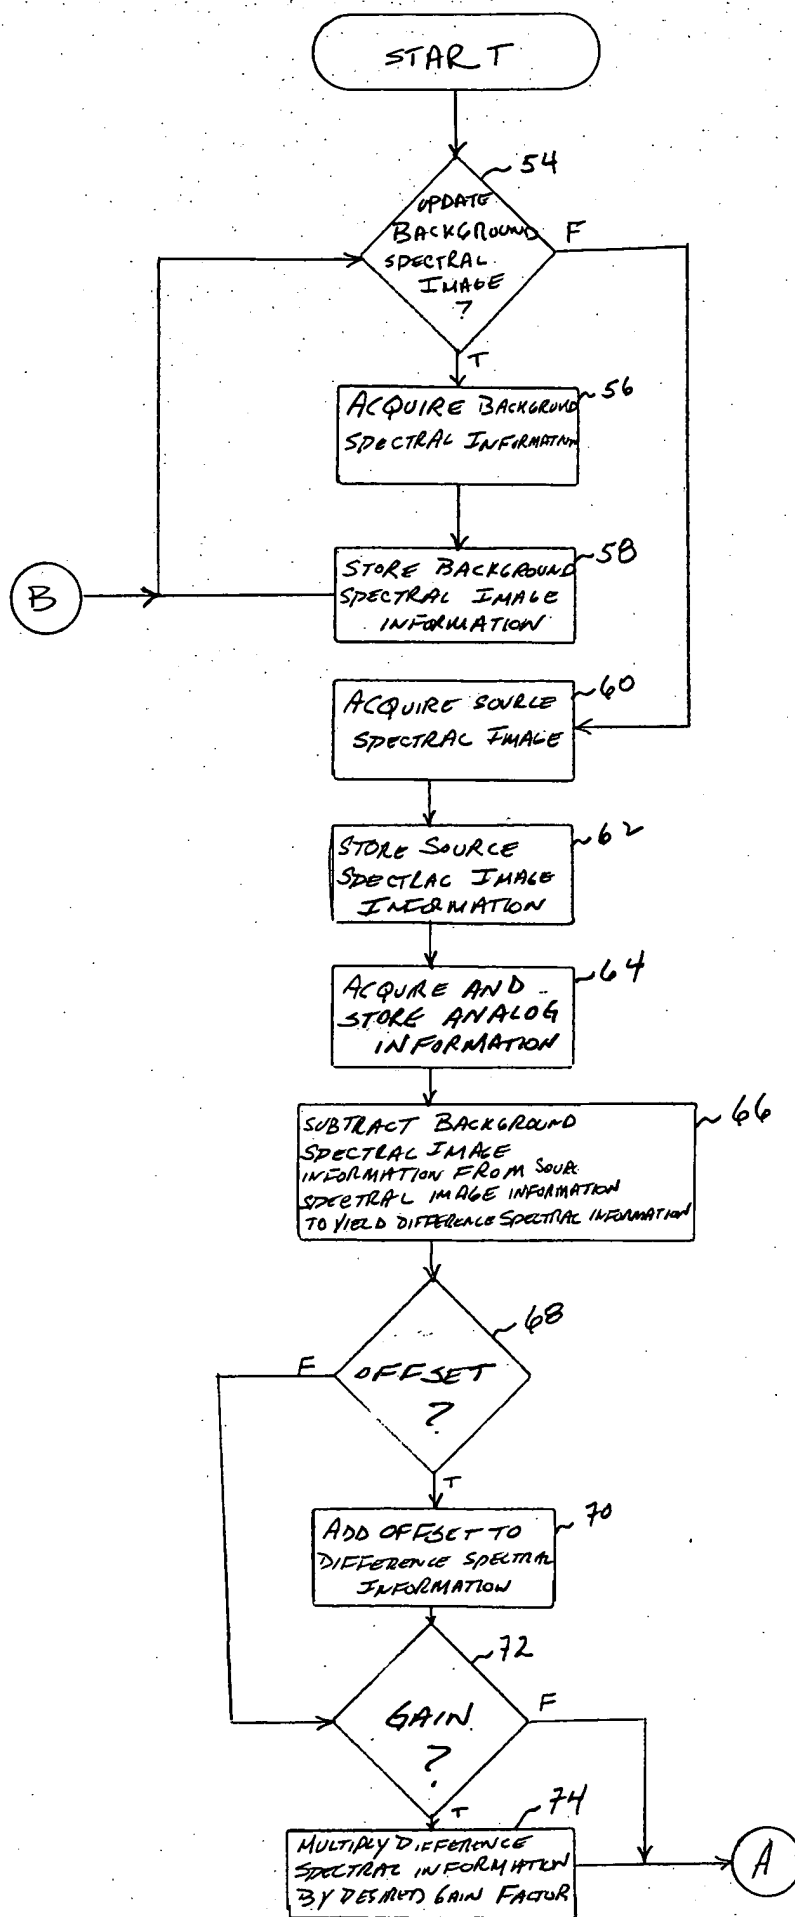 START
54
UPDATE
BACKGROUND
SPECTRAL
IMAGE
?
F
T
ACQUIRE BACKGROUND
SPECTRAL INFORMATION
56
STORE BACKGROUND
SPECTRAL IMAGE
INFORMATION
58
B
ACQUIRE SOURCE
SPECTRAL IMAGE
60
STORE SOURCE
SPECTRAL IMAGE
INFORMATION
62
ACQUIRE AND
STORE ANALOG
INFORMATION
64
SUBTRACT BACKGROUND
SPECTRAL IMAGE
INFORMATION FROM SOURCE
SPECTRAL IMAGE INFORMATION
TO YIELD DIFFERENCE SPECTRAL INFORMATION
66
68
F
OFFSET
?
T
ADD OFFSET TO
DIFFERENCE SPECTRAL
INFORMATION
70
72
GAIN
?
F
T
74
MULTIPLY DIFFERENCE
SPECTRAL INFORMATION
BY DESIRED GAIN FACTOR
A